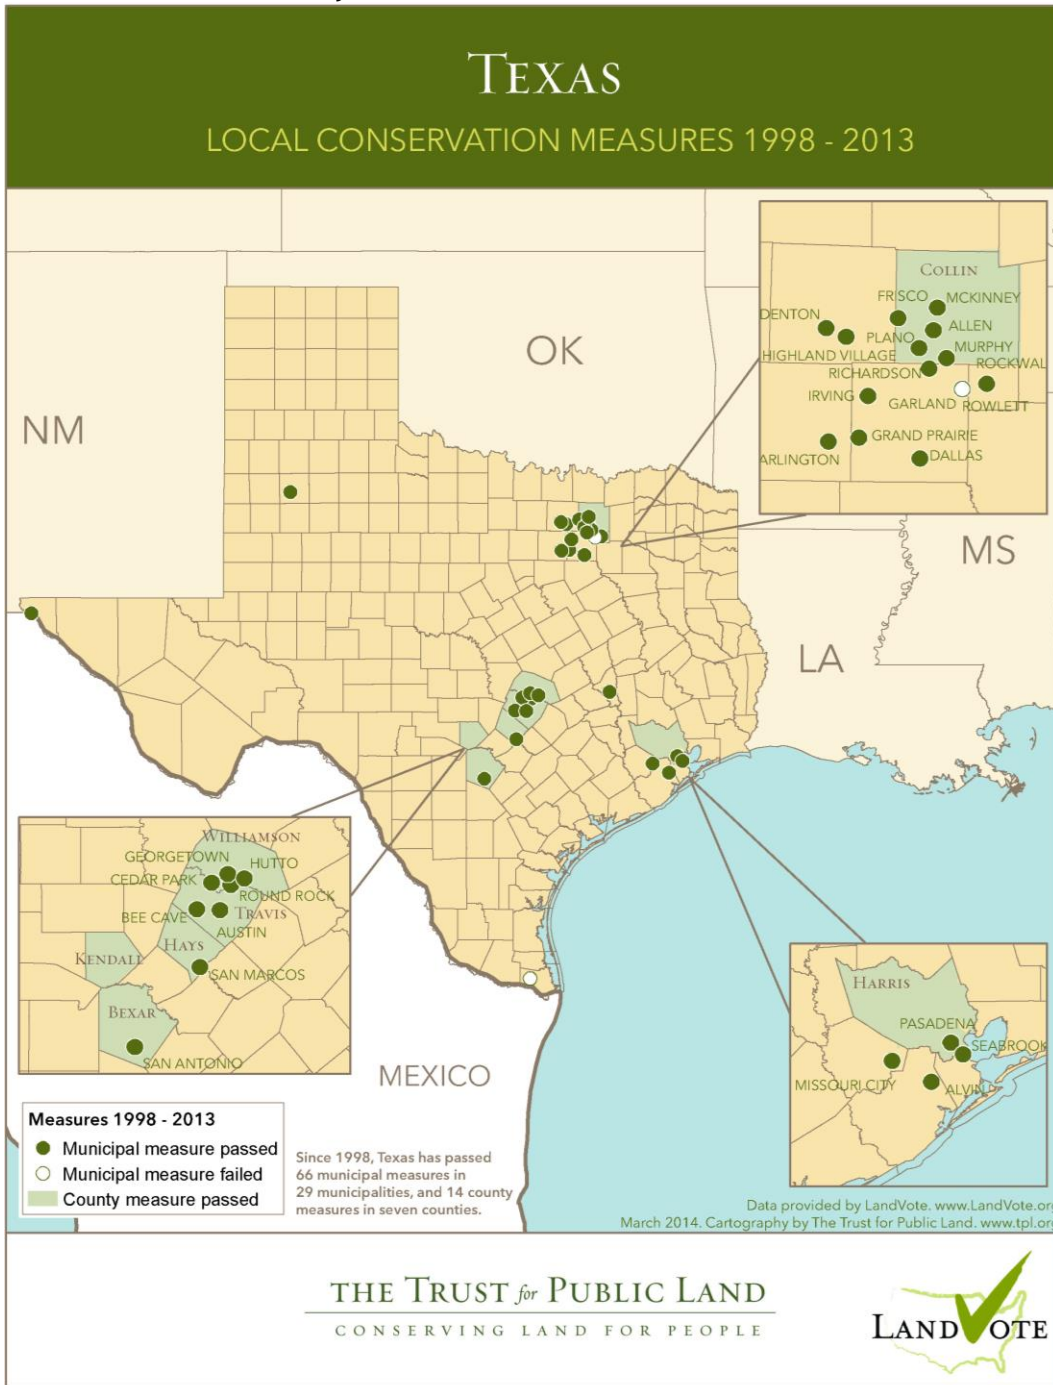 TEXAS
LOCAL CONSERVATION MEASURES 1998 - 2013
NM
OK
MS
LA
MEXICO
COLLIN
FRISCO
MCKINNEY
DENTON
ALLEN
PLANO
MURPHY
HIGHLAND VILLAGE
ROCKWAL
RICHARDSON
IRVING
GARLAND
ROWLETT
GRAND PRAIRIE
ARLINGTON
DALLAS
WILLIAMSON
GEORGETOWN
HUTTO
CEDAR PARK
ROUND ROCK
BEE CAVE
TRAVIS
AUSTIN
HAYS
KENDALL
SAN MARCOS
BEXAR
SAN ANTONIO
HARRIS
PASADENA
SEABROOK
MISSOURI CITY
ALVIN
Measures 1998 - 2013
Municipal measure passed
Municipal measure failed
County measure passed
Since 1998, Texas has passed
66 municipal measures in
29 municipalities, and 14 county
measures in seven counties.
Data provided by LandVote. www.LandVote.org
March 2014. Cartography by The Trust for Public Land. www.tpl.org
THE TRUST for PUBLIC LAND
CONSERVING LAND FOR PEOPLE
LANDVOTE